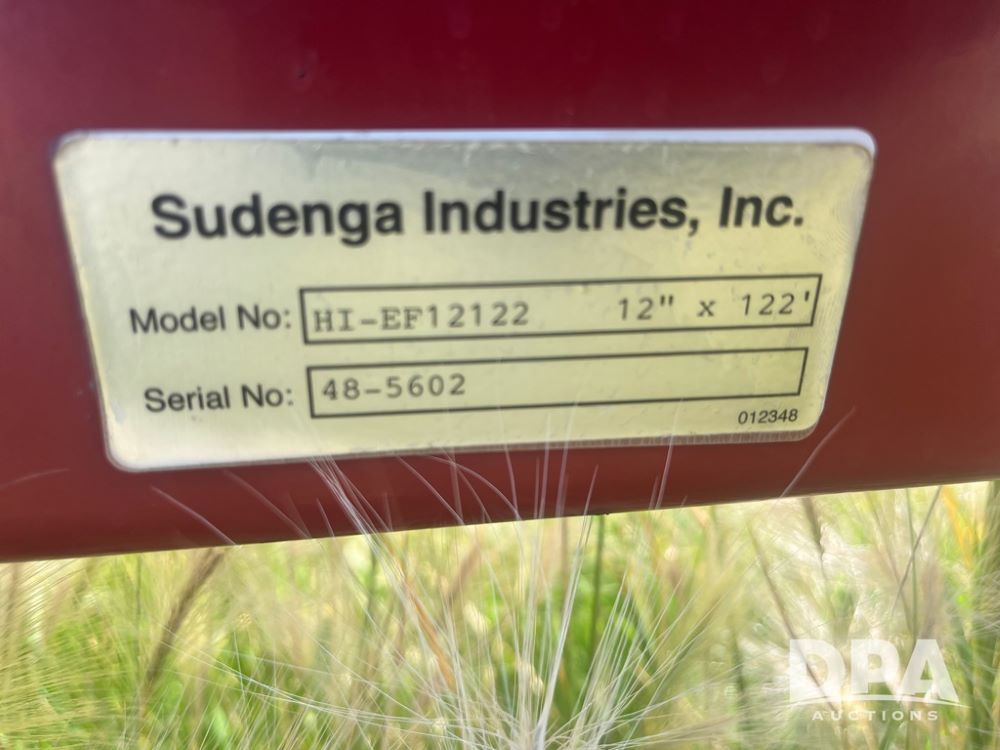 Sudenga Industries, Inc.
Model No: HI-EF12122 12" x 122'
Serial No: 48-5602
012348
DPA
AUCTIONS